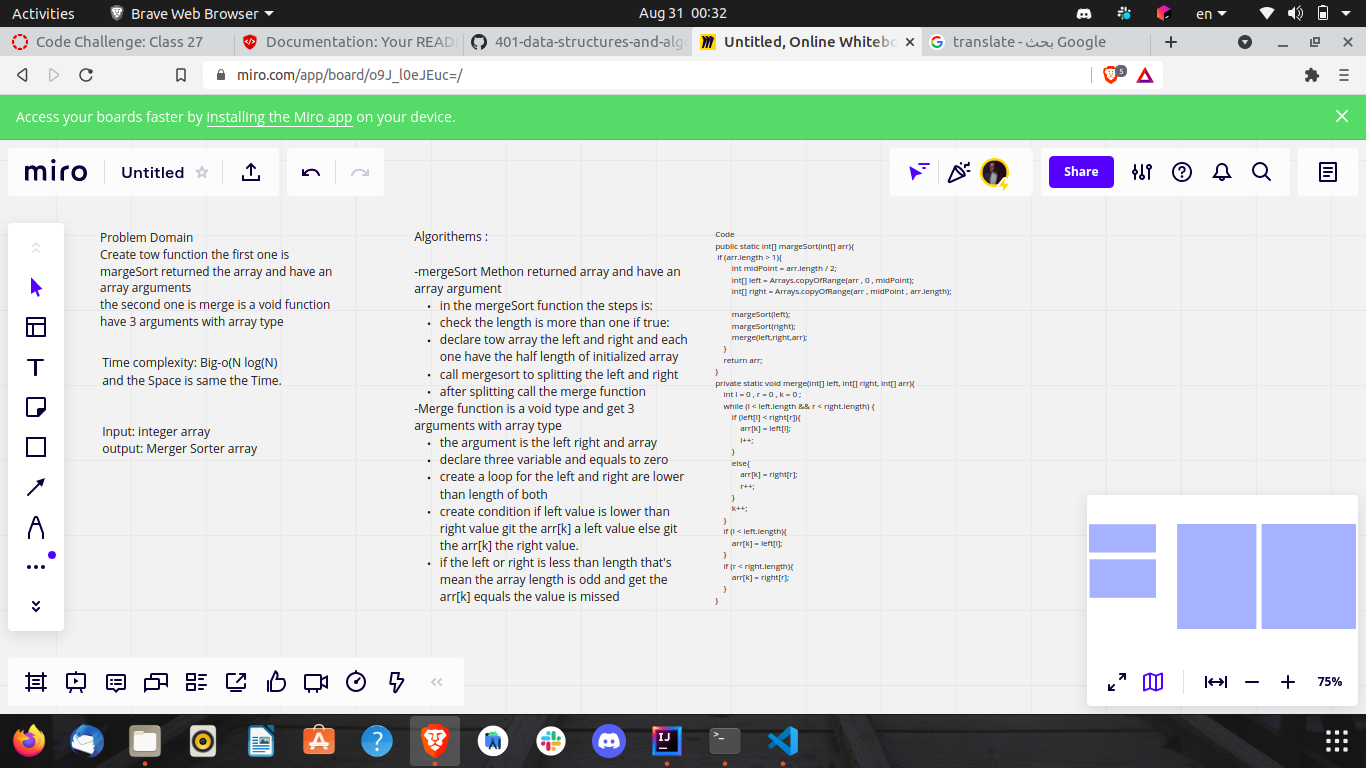 Activities
Brave Web Browser
Aug 31 00:32
en
Code Challenge: Class 27
Documentation: Your READ
401-data-structures-and-algo
Untitled, Online Whitebo
translate - بحث Google
miro.com/app/board/o9J_l0eJEuc=/
5
Access your boards faster by installing the Miro app on your device.
miro
Untitled
Share
Problem Domain
Create tow function the first one is
margeSort returned the array and have an
array arguments
the second one is merge is a void function
have 3 arguments with array type
Time complexity: Big-o(N log(N)
and the Space is same the Time.
Input: integer array
output: Merger Sorter array
Algorithems :
-mergeSort Methon returned array and have an
array argument
• in the mergeSort function the steps is:
• check the length is more than one if true:
• declare tow array the left and right and each
one have the half length of initialized array
• call mergesort to splitting the left and right
• after splitting call the merge function
-Merge function is a void type and get 3
arguments with array type
• the argument is the left right and array
• declare three variable and equals to zero
• create a loop for the left and right are lower
than length of both
• create condition if left value is lower than
right value git the arr[k] a left value else git
the arr[k] the right value.
• if the left or right is less than length that's
mean the array length is odd and get the
arr[k] equals the value is missed
Code
public static int[] margeSort(int[] arr){
if (arr.length > 1){
int midPoint = arr.length / 2;
int[] left = Arrays.copyOfRange(arr , 0 , midPoint);
int[] right = Arrays.copyOfRange(arr , midPoint , arr.length);
margeSort(left);
margeSort(right);
merge(left,right,arr);
}
return arr;
}
private static void merge(int[] left, int[] right, int[] arr){
int l = 0 , r = 0 , k = 0 ;
while (l < left.length && r < right.length) {
if (left[l] < right[r]){
arr[k] = left[l];
l++;
}
else{
arr[k] = right[r];
r++;
}
k++;
}
if (l < left.length){
arr[k] = left[l];
}
if (r < right.length){
arr[k] = right[r];
}
}
75%